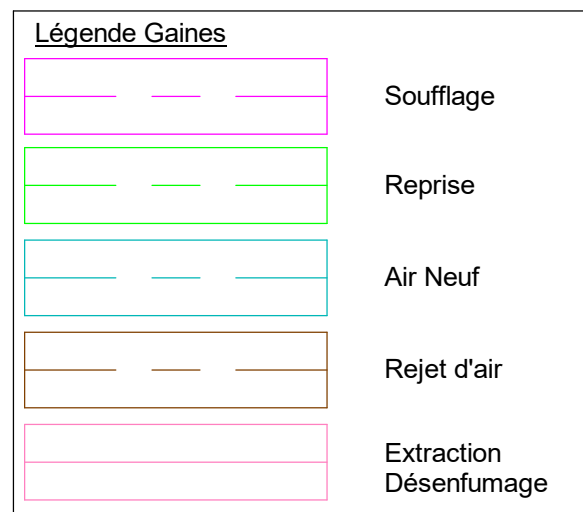 Légende Gaines
Soufflage
Reprise
Air Neuf
Rejet d'air
Extraction
Désenfumage